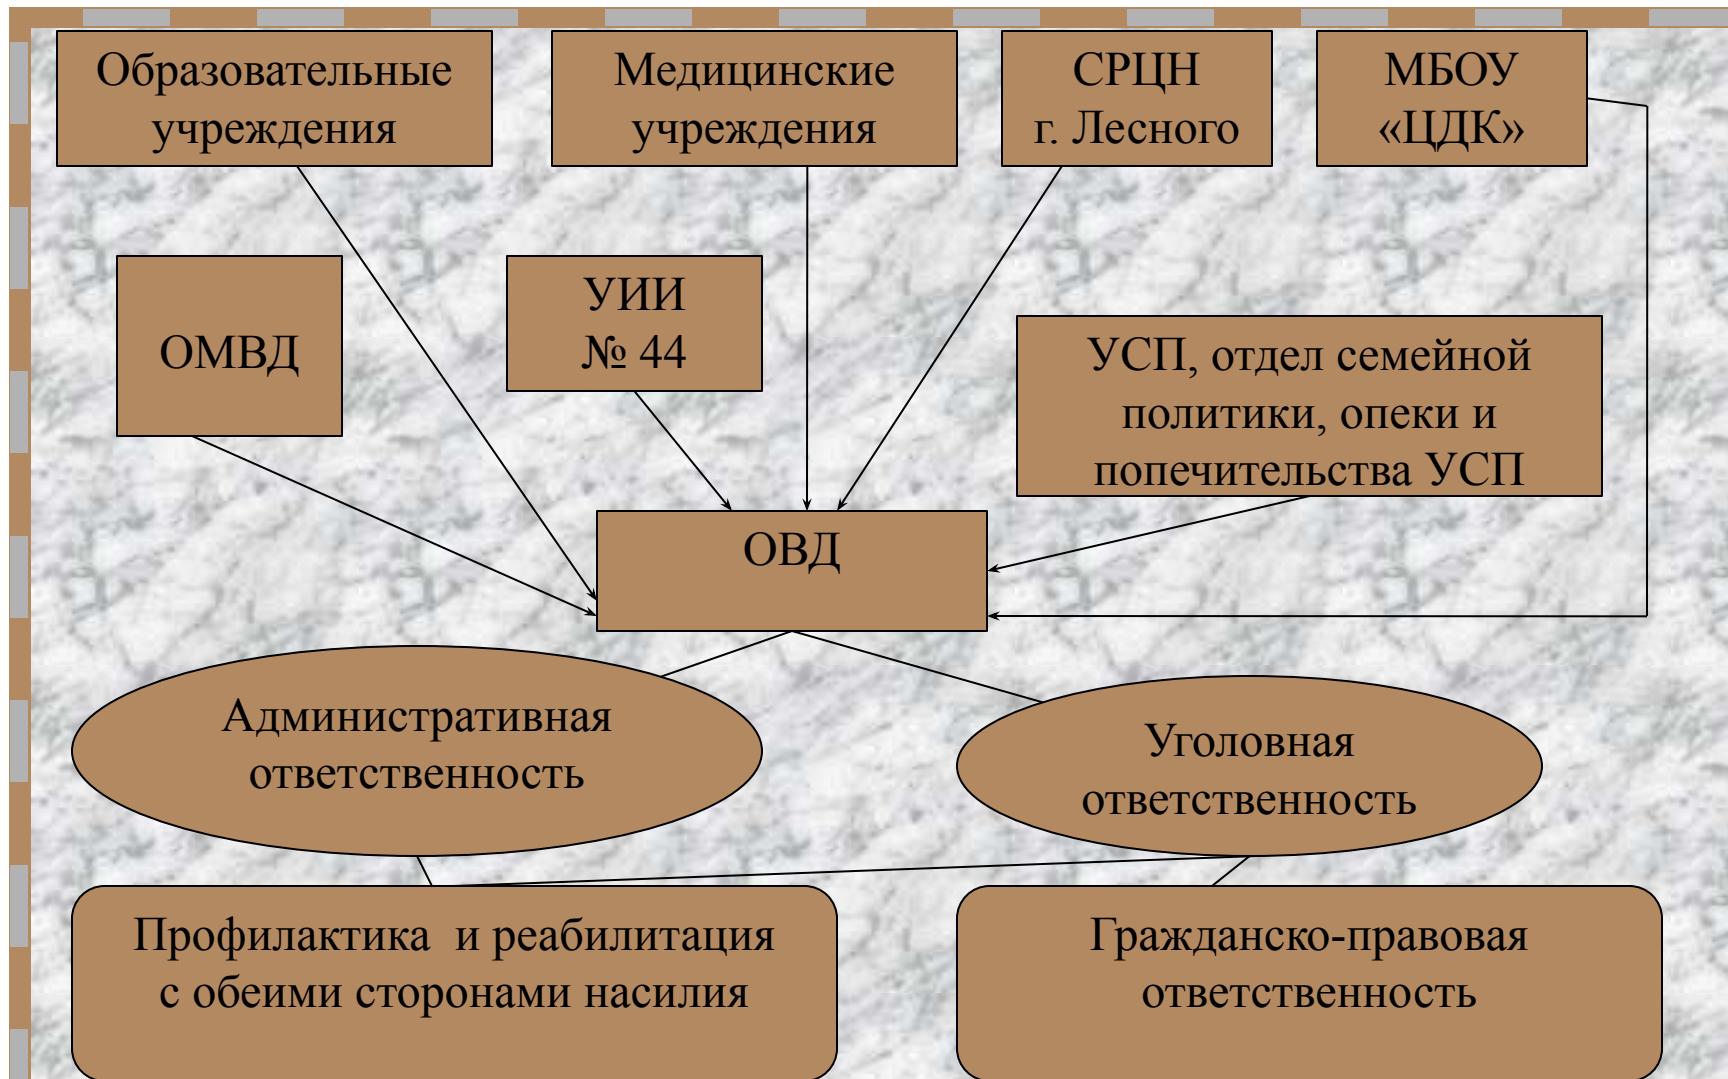 Образовательные
учреждения
Медицинские
учреждения
СРЦН
г. Лесного
МБОУ
«ЦДК»
ОМВД
УИИ
№ 44
УСП, отдел семейной
политики, опеки и
попечительства УСП
ОВД
Административная
ответственность
Уголовная
ответственность
Профилактика и реабилитация
с обеими сторонами насилия
Гражданско-правовая
ответственность